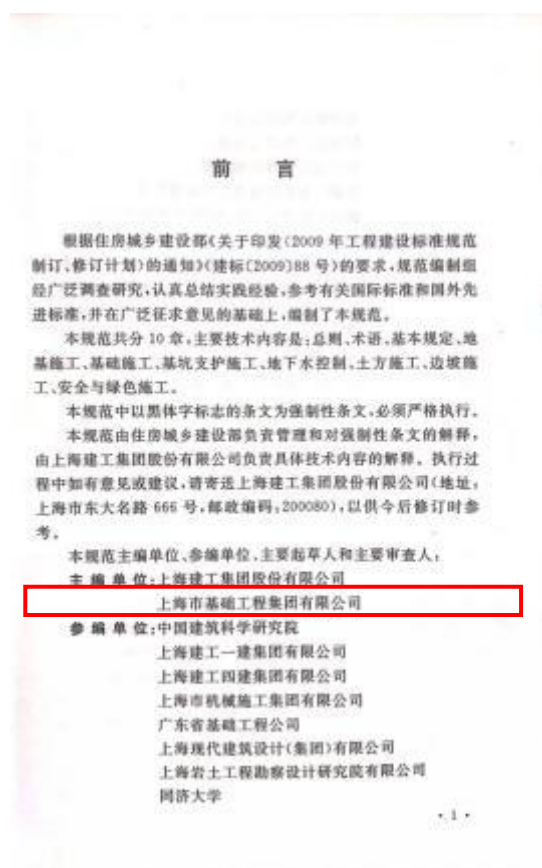 前 言
根据住房城乡建设部《关于印发〈2009 年工程建设标准规范
制订、修订计划〉的通知》(建标〔2009〕88 号)的要求,规范编制组
经广泛调查研究,认真总结实践经验,参考有关国际标准和国外先
进标准,并在广泛征求意见的基础上,编制了本规范。
本规范共分 10 章,主要技术内容是:总则、术语、基本规定、地
基施工、基础施工、基坑支护施工、地下水控制、土方施工、边坡施
工、安全与绿色施工。
本规范中以黑体字标志的条文为强制性条文,必须严格执行。
本规范由住房城乡建设部负责管理和对强制性条文的解释,
由上海建工集团股份有限公司负责具体技术内容的解释。执行过
程中如有意见或建议,请寄送上海建工集团股份有限公司(地址:
上海市东大名路 666 号,邮政编码:200080),以供今后修订时参
考。
本规范主编单位、参编单位、主要起草人和主要审查人:
主 编 单 位:上海建工集团股份有限公司
上海市基础工程集团有限公司
参 编 单 位:中国建筑科学研究院
上海建工一建集团有限公司
上海建工四建集团有限公司
上海市机械施工集团有限公司
广东省基础工程公司
上海现代建筑设计(集团)有限公司
上海岩土工程勘察设计研究院有限公司
同济大学
· 1 ·